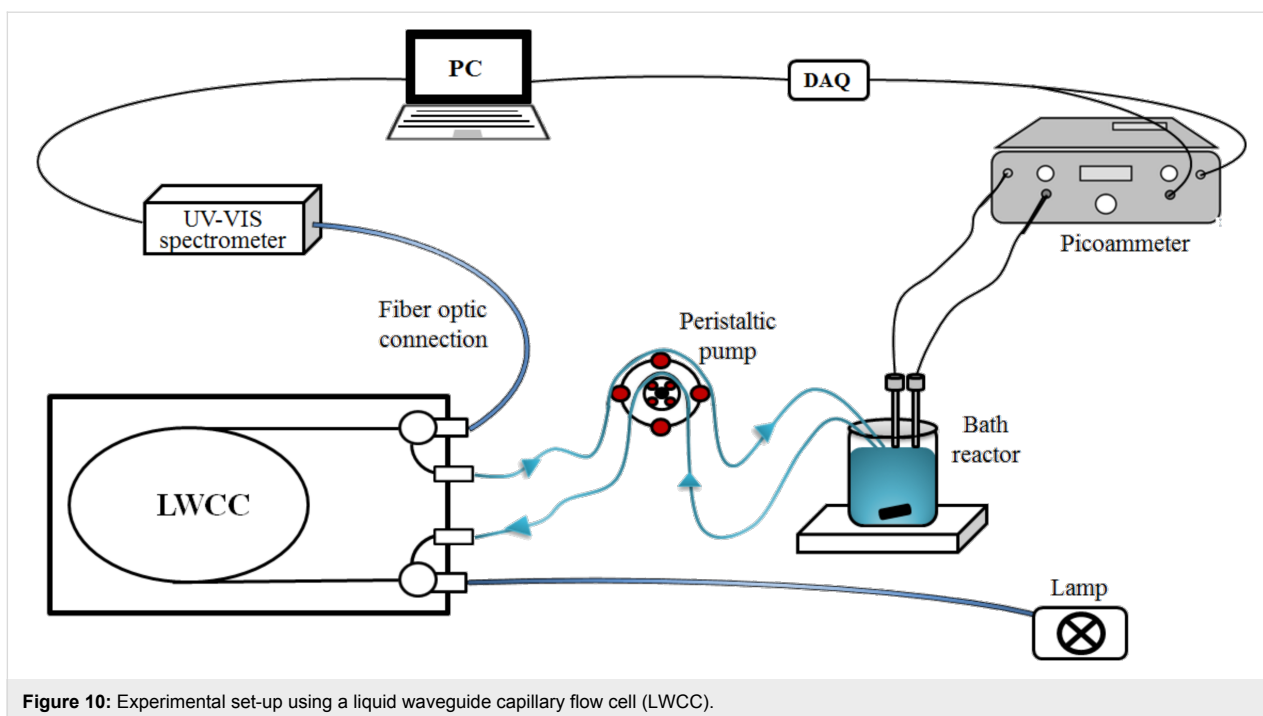 PC
DAQ
UV-VIS
spectrometer
Picoammeter
Fiber optic
connection
Peristaltic
pump
Bath
reactor
LWCC
Lamp
Figure 10: Experimental set-up using a liquid waveguide capillary flow cell (LWCC).